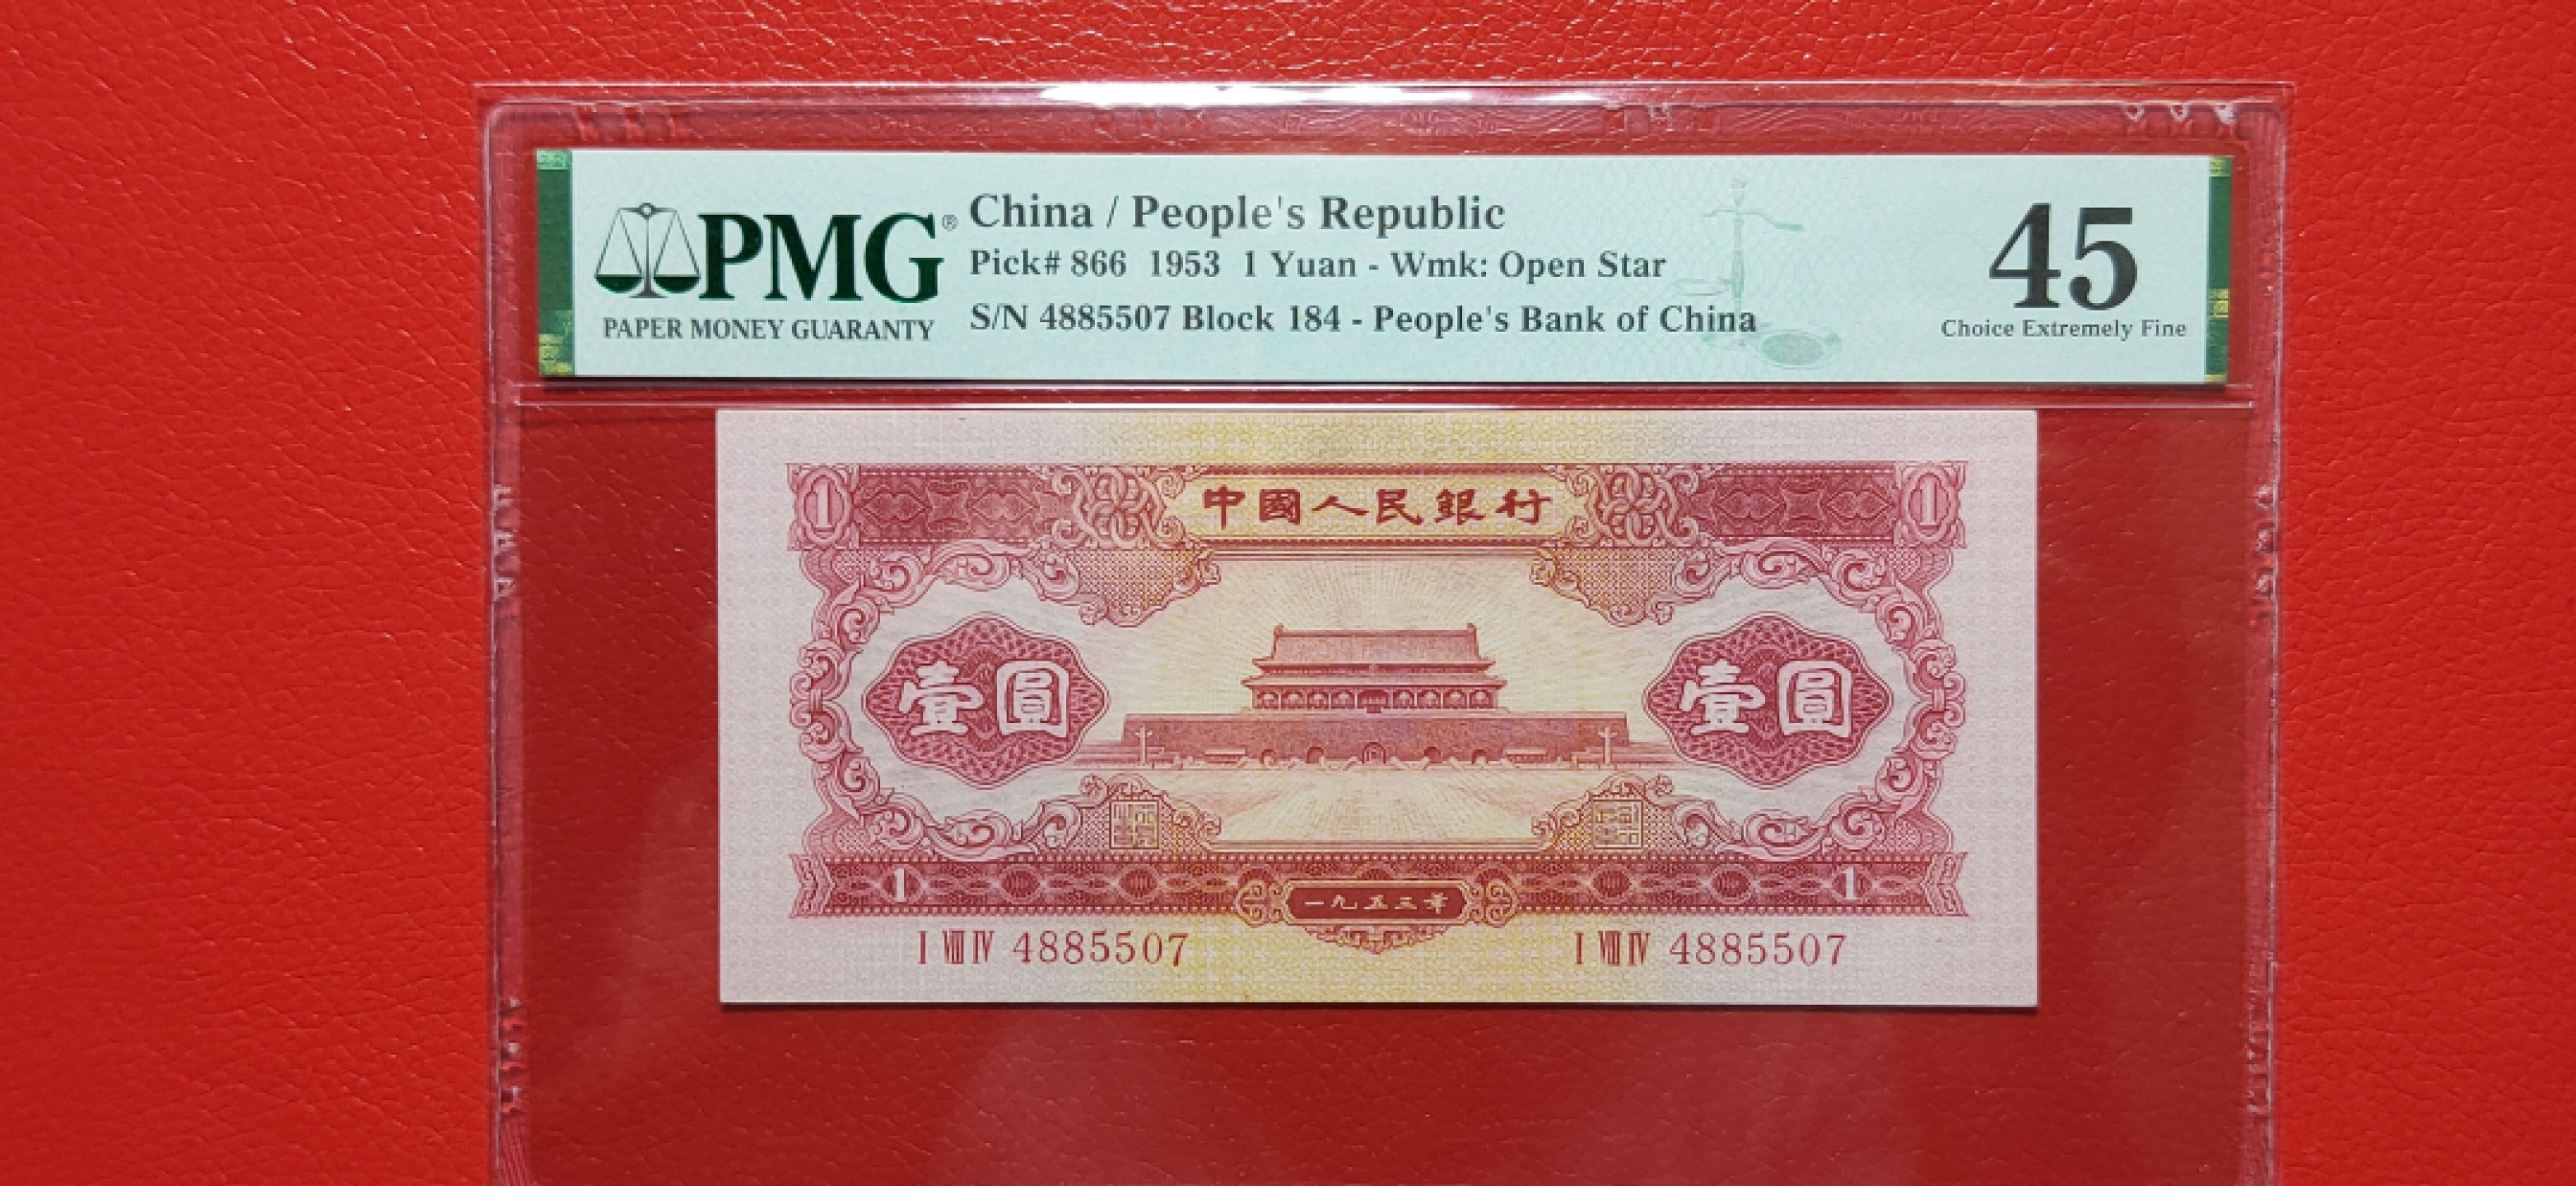 PMG®
PAPER MONEY GUARANTY
China / People's Republic
Pick# 866 1953 1 Yuan - Wmk: Open Star
S/N 4885507 Block 184 - People's Bank of China
45
Choice Extremely Fine
1 中國人民銀行 1
壹圓 壹圓
1 一九五三年 1
I VIII IV 4885507 I VIII IV 4885507